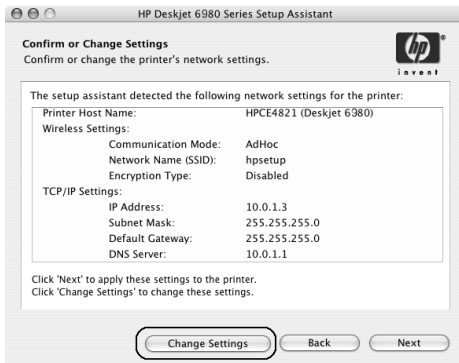 HP Deskjet 6980 Series Setup Assistant
Confirm or Change Settings
Confirm or change the printer's network settings.
hp
®
invent
The setup assistant detected the following network settings for the printer:
Printer Host Name: HPCE4821 (Deskjet 6980)
Wireless Settings:
Communication Mode: AdHoc
Network Name (SSID): hpsetup
Encryption Type: Disabled
TCP/IP Settings:
IP Address: 10.0.1.3
Subnet Mask: 255.255.255.0
Default Gateway: 255.255.255.0
DNS Server: 10.0.1.1
Click 'Next' to apply these settings to the printer.
Click 'Change Settings' to change these settings.
Change Settings
Back
Next